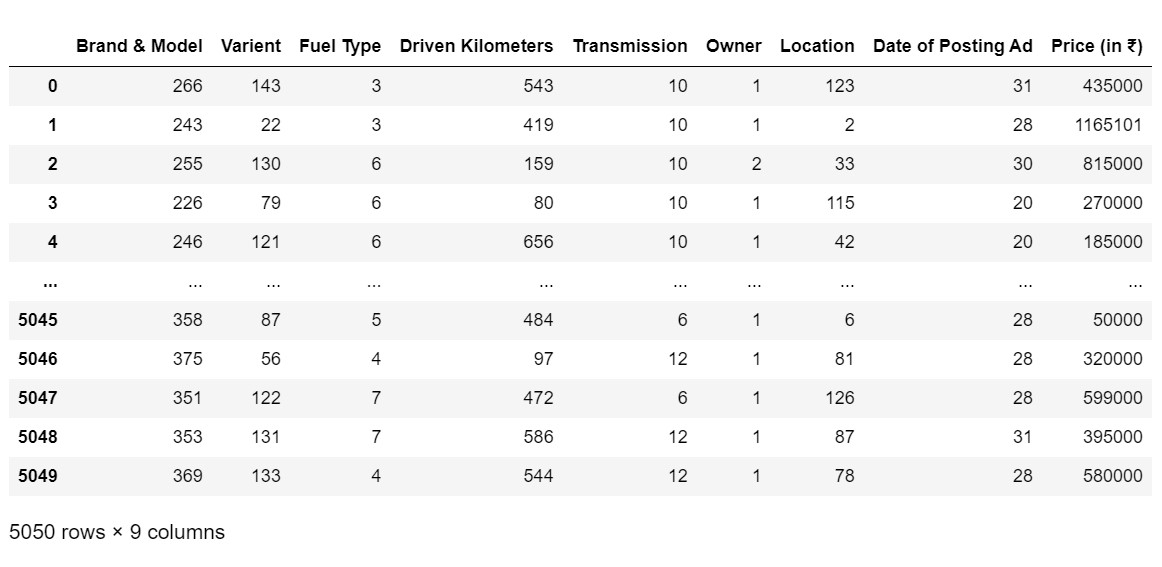 Brand & Model Varient Fuel Type Driven Kilometers Transmission Owner Location Date of Posting Ad Price (in ₹)
0 266 143 3 543 10 1 123 31 435000
1 243 22 3 419 10 1 2 28 1165101
2 255 130 6 159 10 2 33 30 815000
3 226 79 6 80 10 1 115 20 270000
4 246 121 6 656 10 1 42 20 185000
... ... ... ... ... ... ... ... ... ...
5045 358 87 5 484 6 1 6 28 50000
5046 375 56 4 97 12 1 81 28 320000
5047 351 122 7 472 6 1 126 28 599000
5048 353 131 7 586 12 1 87 31 395000
5049 369 133 4 544 12 1 78 28 580000
5050 rows × 9 columns